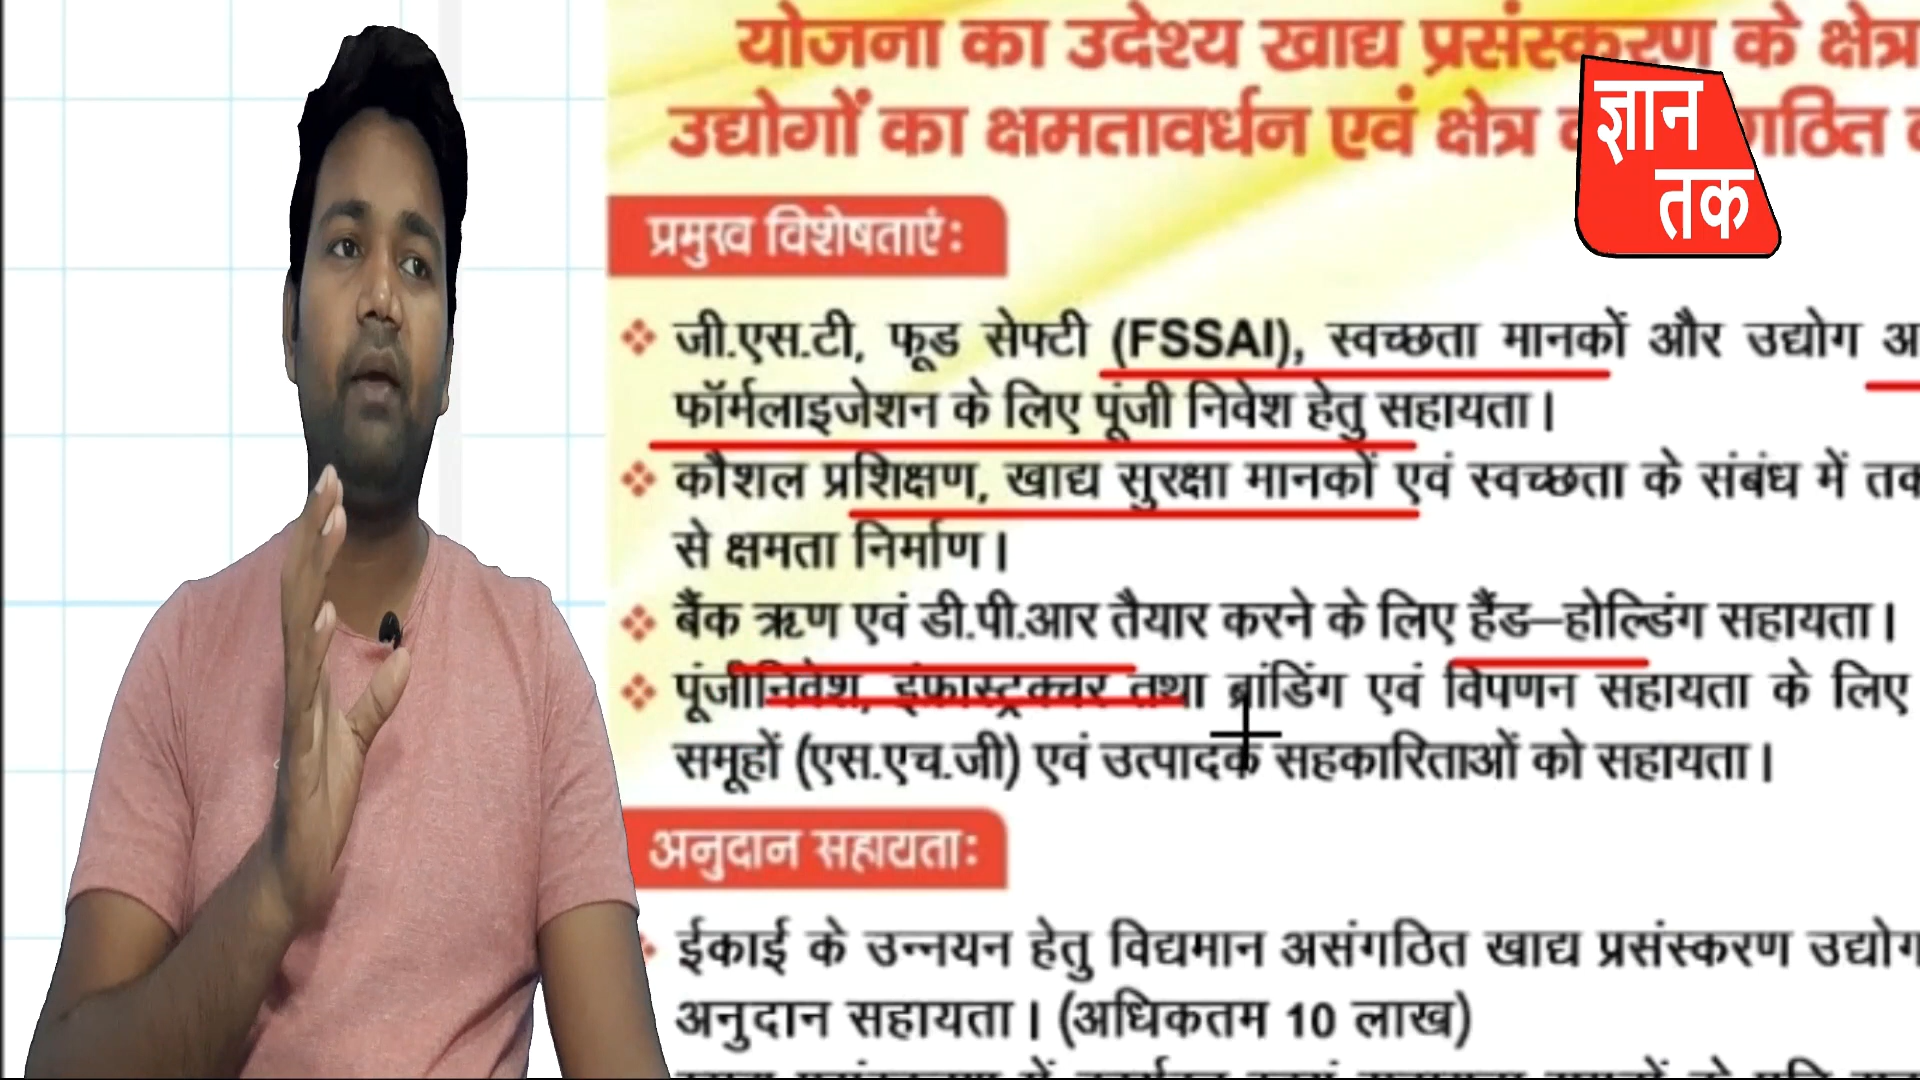 योजना का उदेश्य खाद्य प्रसंस्करण के क्षेत्र
उद्योगों का क्षमतावर्धन एवं क्षेत्र
ज्ञान
तक
प्रमुख विशेषताएं:
जी.एस.टी, फूड सेफ्टी (FSSAI), स्वच्छता मानकों और उद्योग
फॉर्मलाइजेशन के लिए पूंजी निवेश हेतु सहायता।
कौशल प्रशिक्षण, खाद्य सुरक्षा मानकों एवं स्वच्छता के संबंध में
से क्षमता निर्माण।
बैंक ऋण एवं डी.पी.आर तैयार करने के लिए हैंड–होल्डिंग सहायता।
पूंजीनिवेश, इंफ्रास्ट्रक्चर तथा ब्रांडिंग एवं विपणन सहायता के लिए
समूहों (एस.एच.जी) एवं उत्पादक सहकारिताओं को सहायता।
अनुदान सहायता:
ईकाई के उन्नयन हेतु विद्यमान असंगठित खाद्य प्रसंस्करण उद्योग
अनुदान सहायता। (अधिकतम 10 लाख)